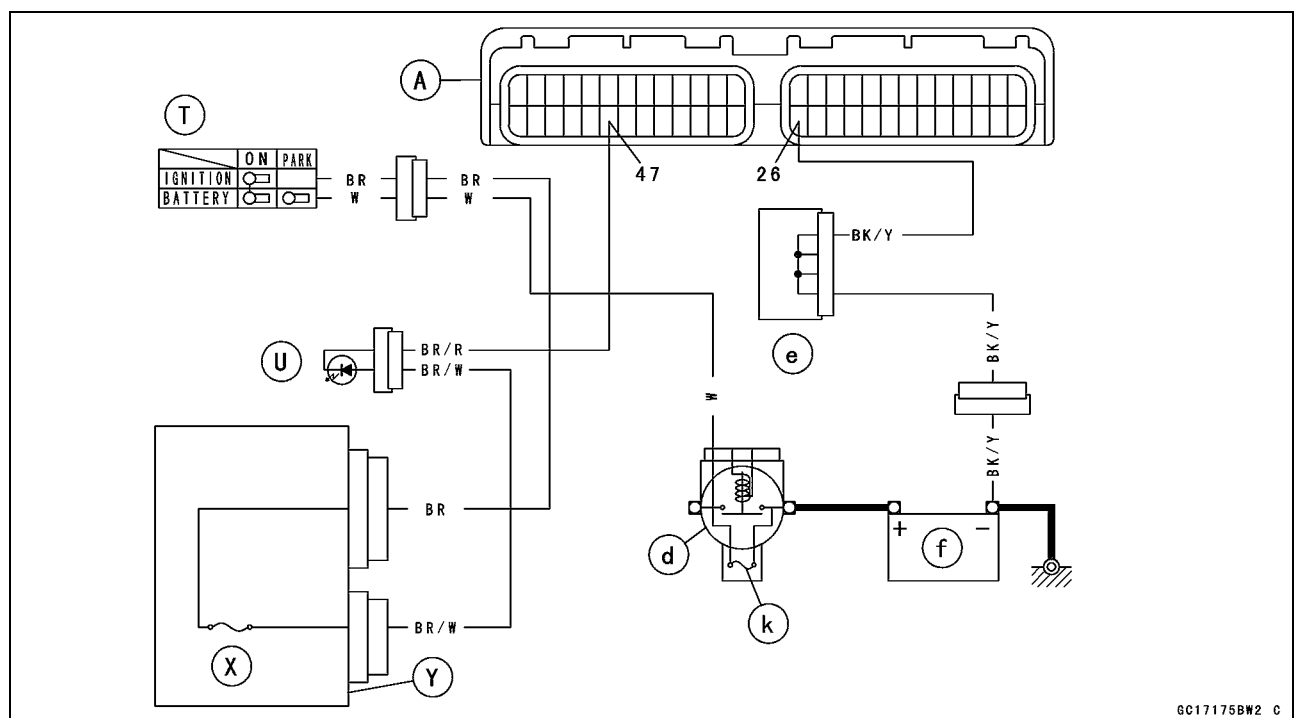 A
T
ON PARK
IGNITION
BATTERY
BR BR
W W
47 26
BK/Y
e
BK/Y
U
BR/R
BR/W
W
BK/Y
BR
d
+ -
f
k
BR/W
X
Y
GC17175BW2 C